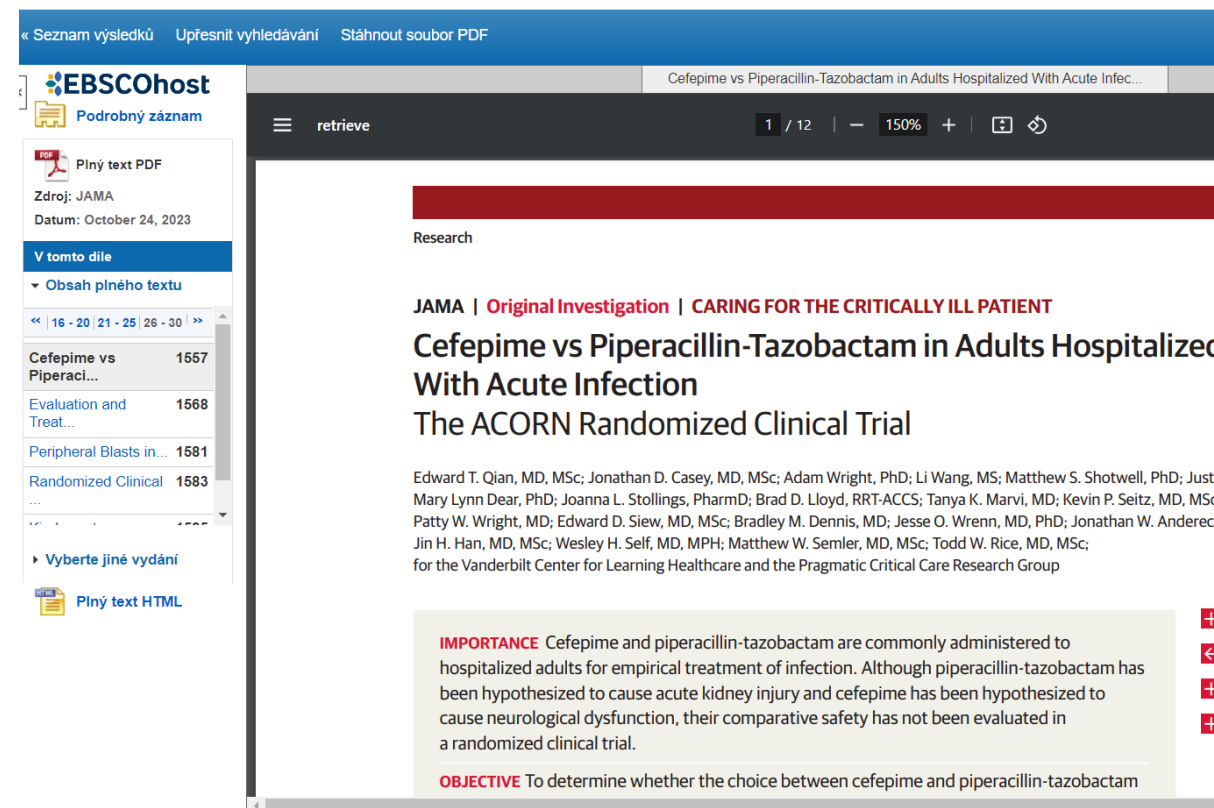 « Seznam výsledků Upřesnit vyhledávání Stáhnout soubor PDF
EBSCOhost
Podrobný záznam
PDF
Plný text PDF
Zdroj: JAMA
Datum: October 24, 2023
V tomto díle
Obsah plného textu
‹‹ | 16 - 20 | 21 - 25 | 26 - 30 | ››
Cefepime vs 1557
Piperaci...
Evaluation and 1568
Treat...
Peripheral Blasts in... 1581
Randomized Clinical 1583
...
Vyberte jiné vydání
HTML
Plný text HTML
Cefepime vs Piperacillin-Tazobactam in Adults Hospitalized With Acute Infec...
retrieve 1 / 12 | − 150% + |
Research
JAMA | Original Investigation | CARING FOR THE CRITICALLY ILL PATIENT
Cefepime vs Piperacillin-Tazobactam in Adults Hospitalized
With Acute Infection
The ACORN Randomized Clinical Trial
Edward T. Qian, MD, MSc; Jonathan D. Casey, MD, MSc; Adam Wright, PhD; Li Wang, MS; Matthew S. Shotwell, PhD; Just
Mary Lynn Dear, PhD; Joanna L. Stollings, PharmD; Brad D. Lloyd, RRT-ACCS; Tanya K. Marvi, MD; Kevin P. Seitz, MD, MSc
Patty W. Wright, MD; Edward D. Siew, MD, MSc; Bradley M. Dennis, MD; Jesse O. Wrenn, MD, PhD; Jonathan W. Anderec
Jin H. Han, MD, MSc; Wesley H. Self, MD, MPH; Matthew W. Semler, MD, MSc; Todd W. Rice, MD, MSc;
for the Vanderbilt Center for Learning Healthcare and the Pragmatic Critical Care Research Group
IMPORTANCE Cefepime and piperacillin-tazobactam are commonly administered to
hospitalized adults for empirical treatment of infection. Although piperacillin-tazobactam has
been hypothesized to cause acute kidney injury and cefepime has been hypothesized to
cause neurological dysfunction, their comparative safety has not been evaluated in
a randomized clinical trial.
OBJECTIVE To determine whether the choice between cefepime and piperacillin-tazobactam